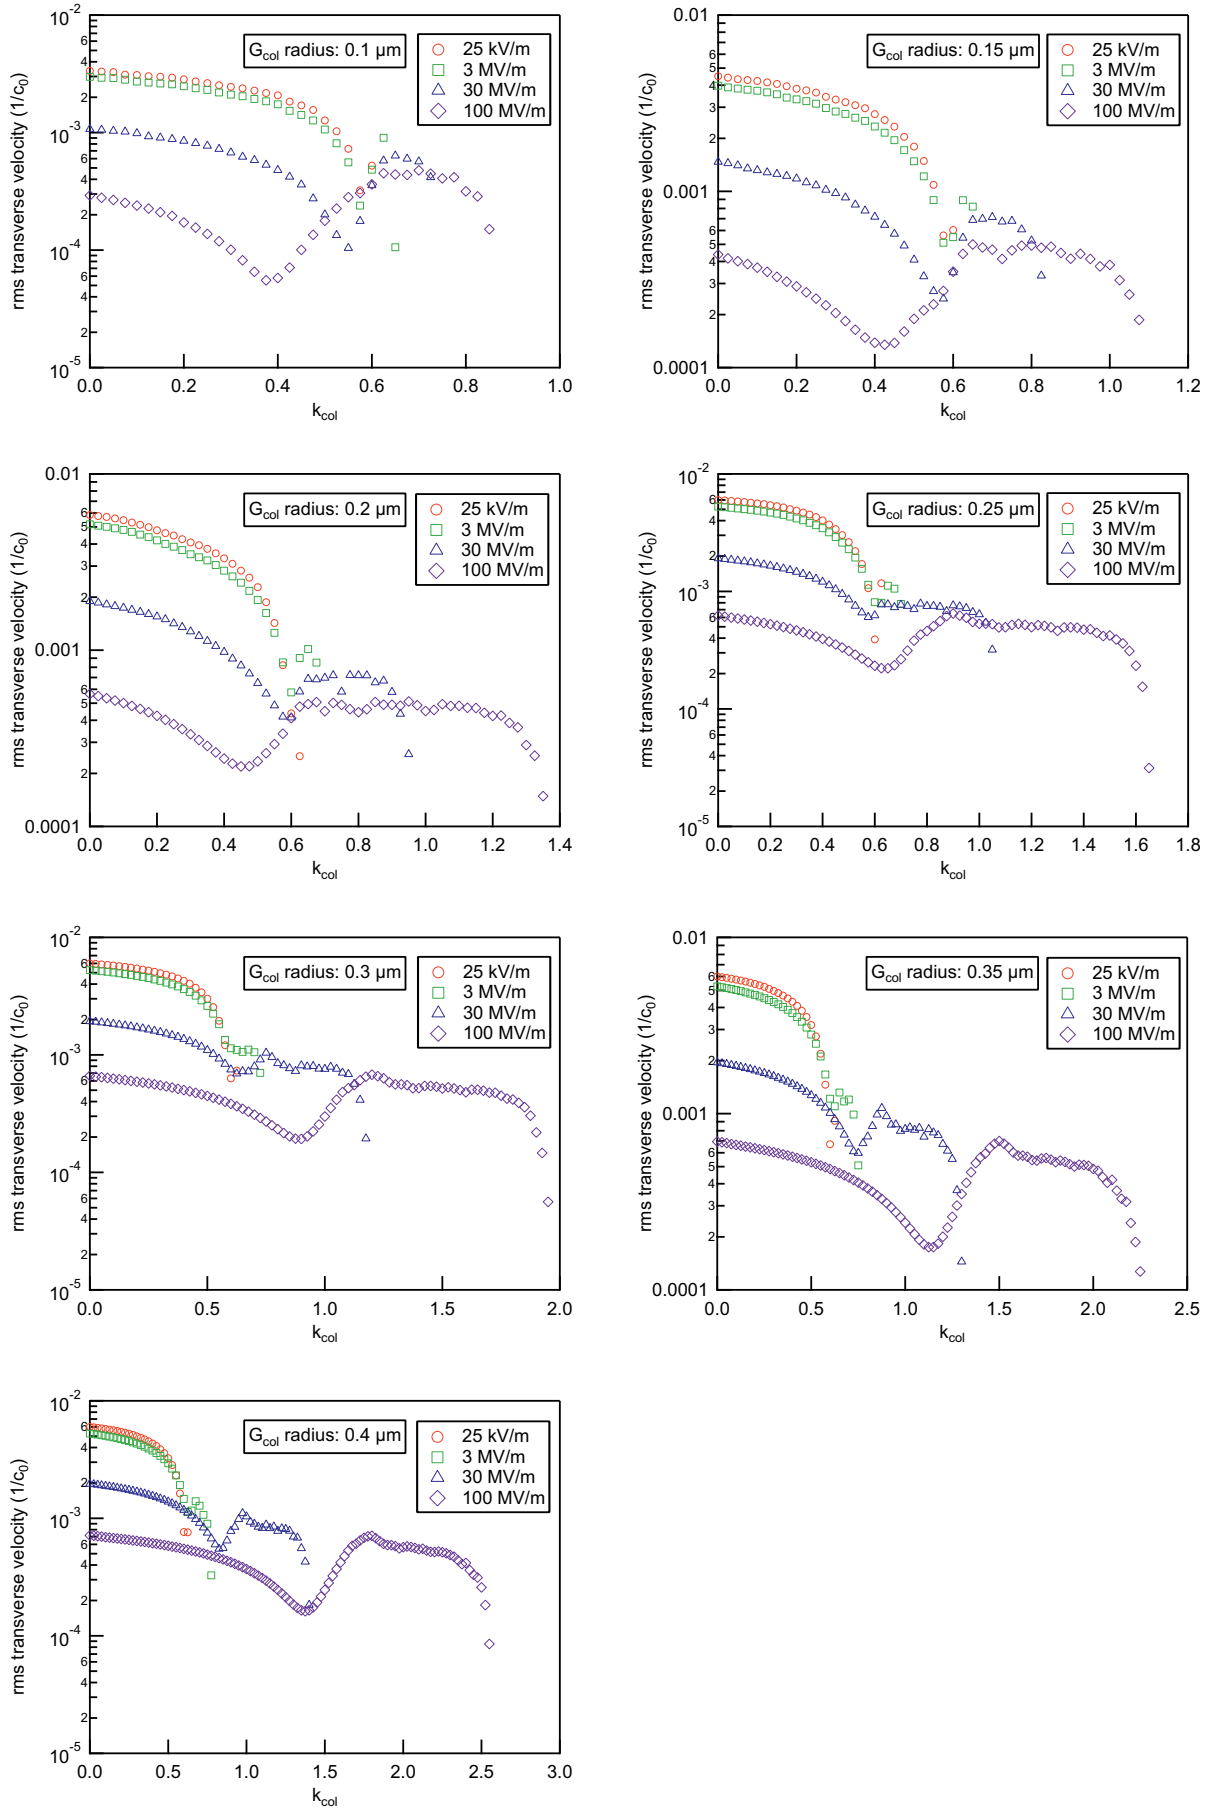 10⁻²
10⁻³
10⁻⁴
10⁻⁵
6
4
2
6
4
2
6
4
2
rms transverse velocity (1/c₀)
G_col radius: 0.1 µm
25 kV/m
3 MV/m
30 MV/m
100 MV/m
0.0 0.2 0.4 0.6 0.8 1.0
k_col
0.01
5
4
3
2
0.001
5
4
3
2
0.0001
rms transverse velocity (1/c₀)
G_col radius: 0.15 µm
25 kV/m
3 MV/m
30 MV/m
100 MV/m
0.0 0.2 0.4 0.6 0.8 1.0 1.2
k_col
0.01
5
4
3
2
0.001
5
4
3
2
0.0001
rms transverse velocity (1/c₀)
G_col radius: 0.2 µm
25 kV/m
3 MV/m
30 MV/m
100 MV/m
0.0 0.2 0.4 0.6 0.8 1.0 1.2 1.4
k_col
10⁻²
6
4
2
10⁻³
6
4
2
10⁻⁴
6
4
2
10⁻⁵
rms transverse velocity (1/c₀)
G_col radius: 0.25 µm
25 kV/m
3 MV/m
30 MV/m
100 MV/m
0.0 0.2 0.4 0.6 0.8 1.0 1.2 1.4 1.6 1.8
k_col
10⁻²
6
4
2
10⁻³
6
4
2
10⁻⁴
6
4
2
10⁻⁵
rms transverse velocity (1/c₀)
G_col radius: 0.3 µm
25 kV/m
3 MV/m
30 MV/m
100 MV/m
0.0 0.5 1.0 1.5 2.0
k_col
0.01
6
5
4
3
2
0.001
6
5
4
3
2
0.0001
rms transverse velocity (1/c₀)
G_col radius: 0.35 µm
25 kV/m
3 MV/m
30 MV/m
100 MV/m
0.0 0.5 1.0 1.5 2.0 2.5
k_col
10⁻²
6
4
2
10⁻³
6
4
2
10⁻⁴
6
4
2
10⁻⁵
rms transverse velocity (1/c₀)
G_col radius: 0.4 µm
25 kV/m
3 MV/m
30 MV/m
100 MV/m
0.0 0.5 1.0 1.5 2.0 2.5 3.0
k_col